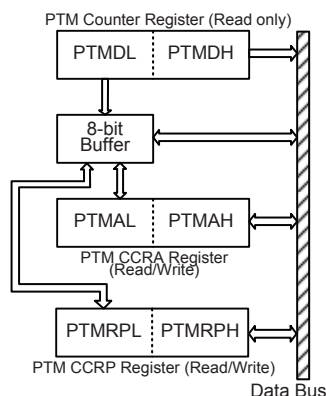 PTM Counter Register (Read only)
PTMDL PTMDH
8-bit
Buffer
PTMAL PTMAH
PTM CCRA Register
(Read/Write)
PTMRPL PTMRPH
PTM CCRP Register (Read/Write)
Data Bus